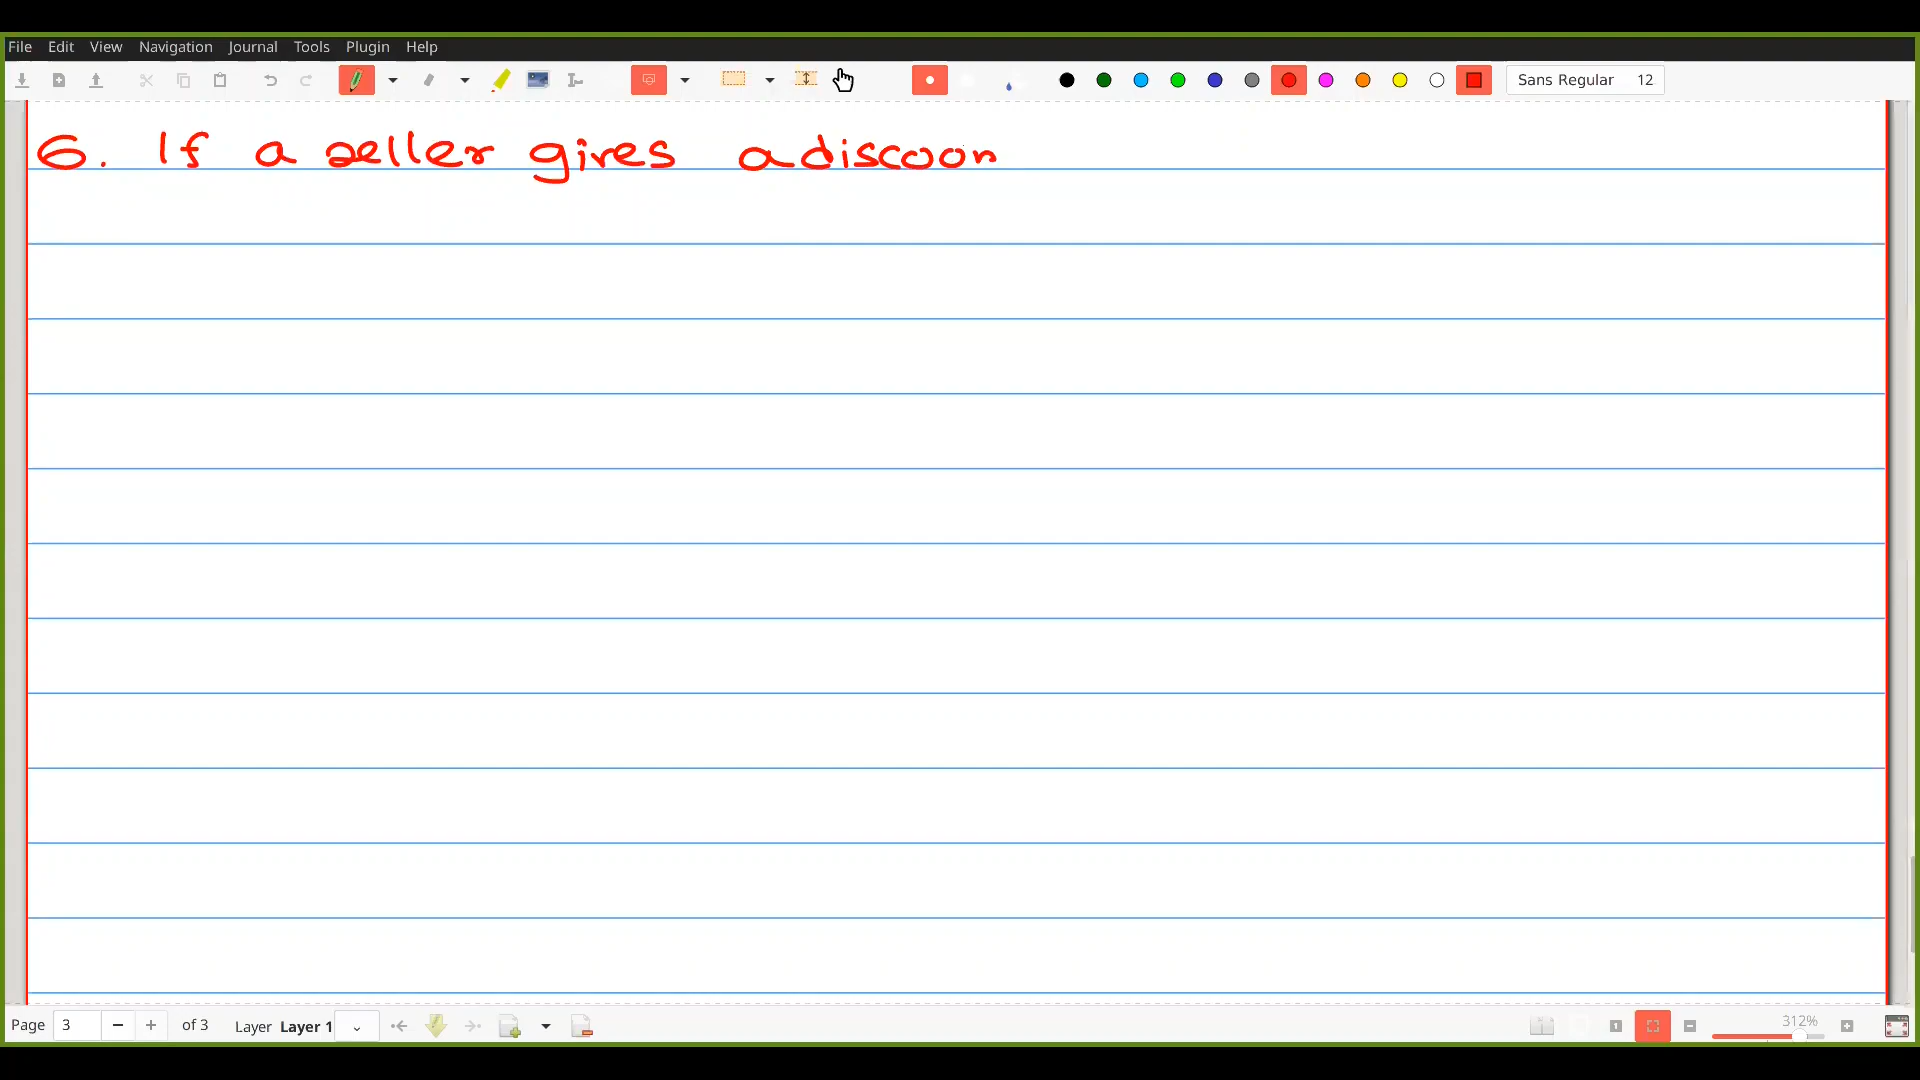 File Edit View Navigation Journal Tools Plugin Help
Sans Regular 12
6. If a seller gives a discoun
Page 3 of 3 Layer Layer 1 312%